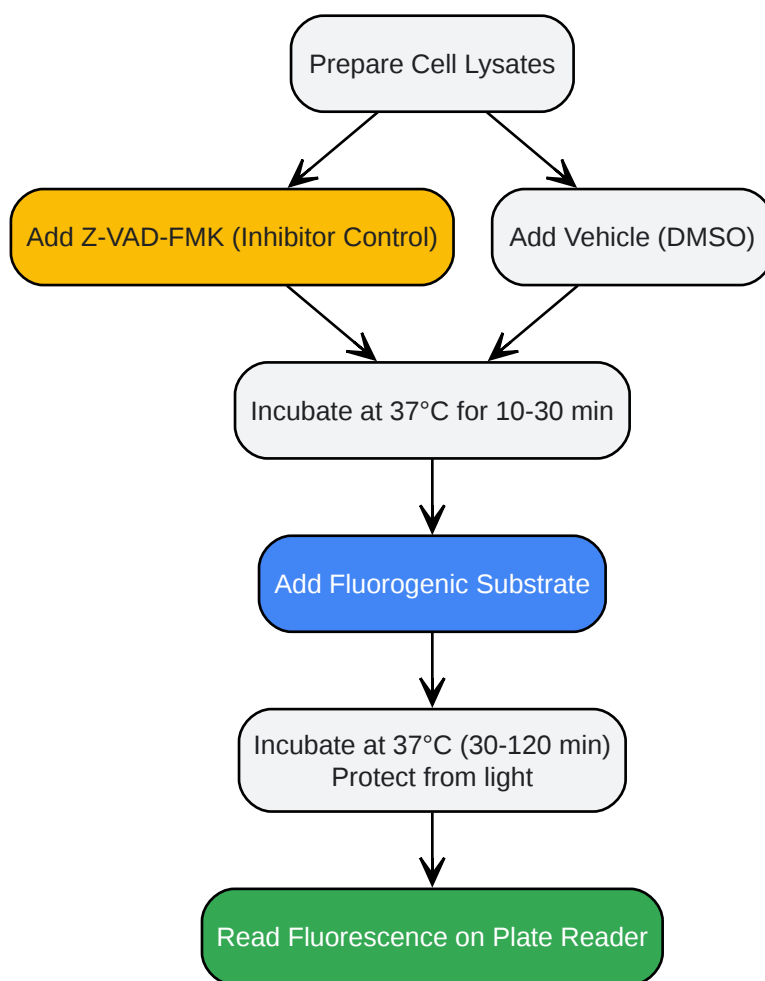 Prepare Cell Lysates
Add Z-VAD-FMK (Inhibitor Control)
Add Vehicle (DMSO)
Incubate at 37°C for 10-30 min
Add Fluorogenic Substrate
Incubate at 37°C (30-120 min)
Protect from light
Read Fluorescence on Plate Reader